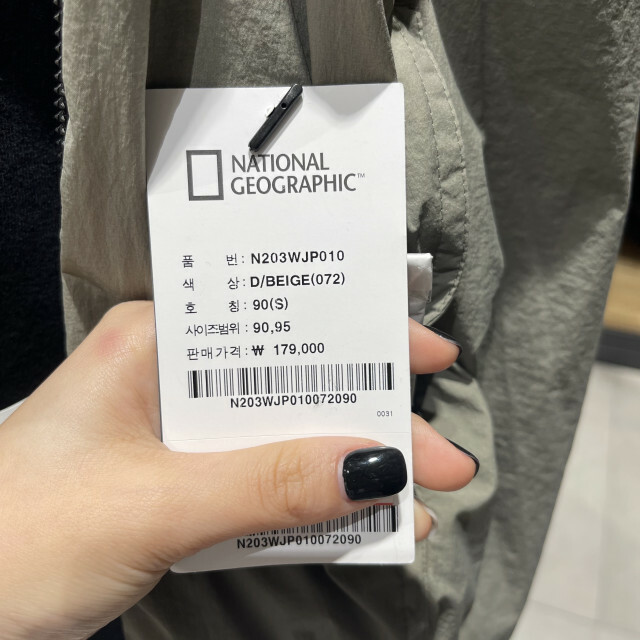 NATIONAL
GEOGRAPHIC™
품 번 : N203WJP010
색 상 : D/BEIGE(072)
호 칭 : 90(S)
사이즈범위 : 90,95
판매가격 : ₩ 179,000
N203WJP010072090
0031
N203WJP010072090